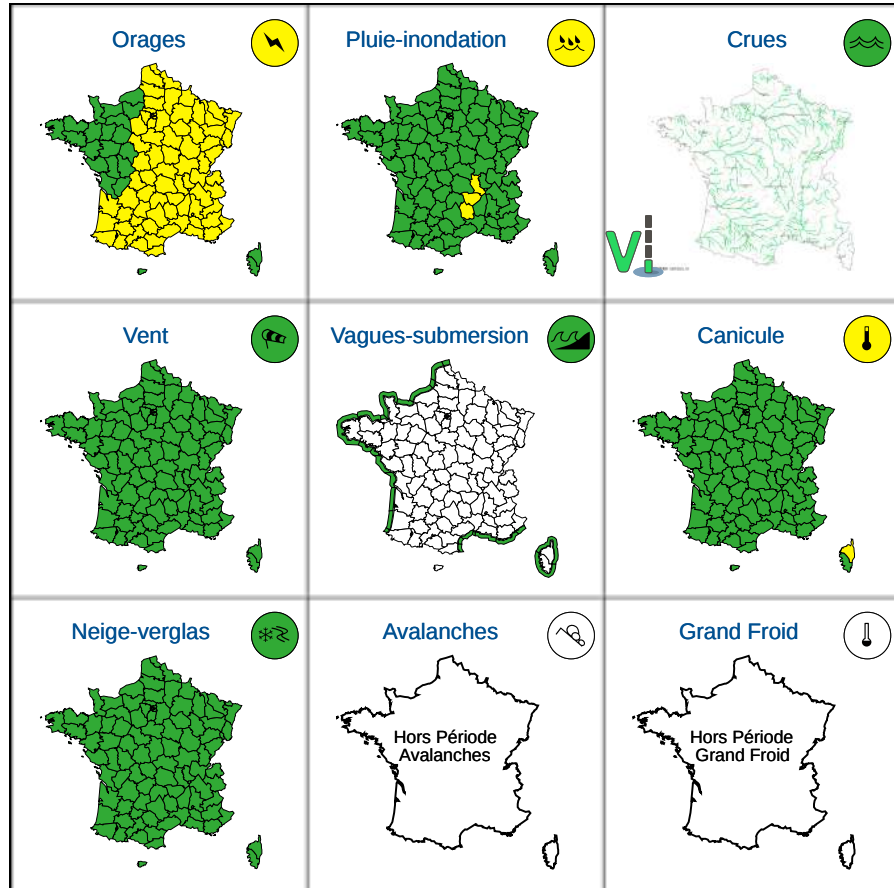 Orages
Pluie-inondation
Crues
Vent
Vagues-submersion
Canicule
Neige-verglas
Avalanches
Hors Période
Avalanches
Grand Froid
Hors Période
Grand Froid